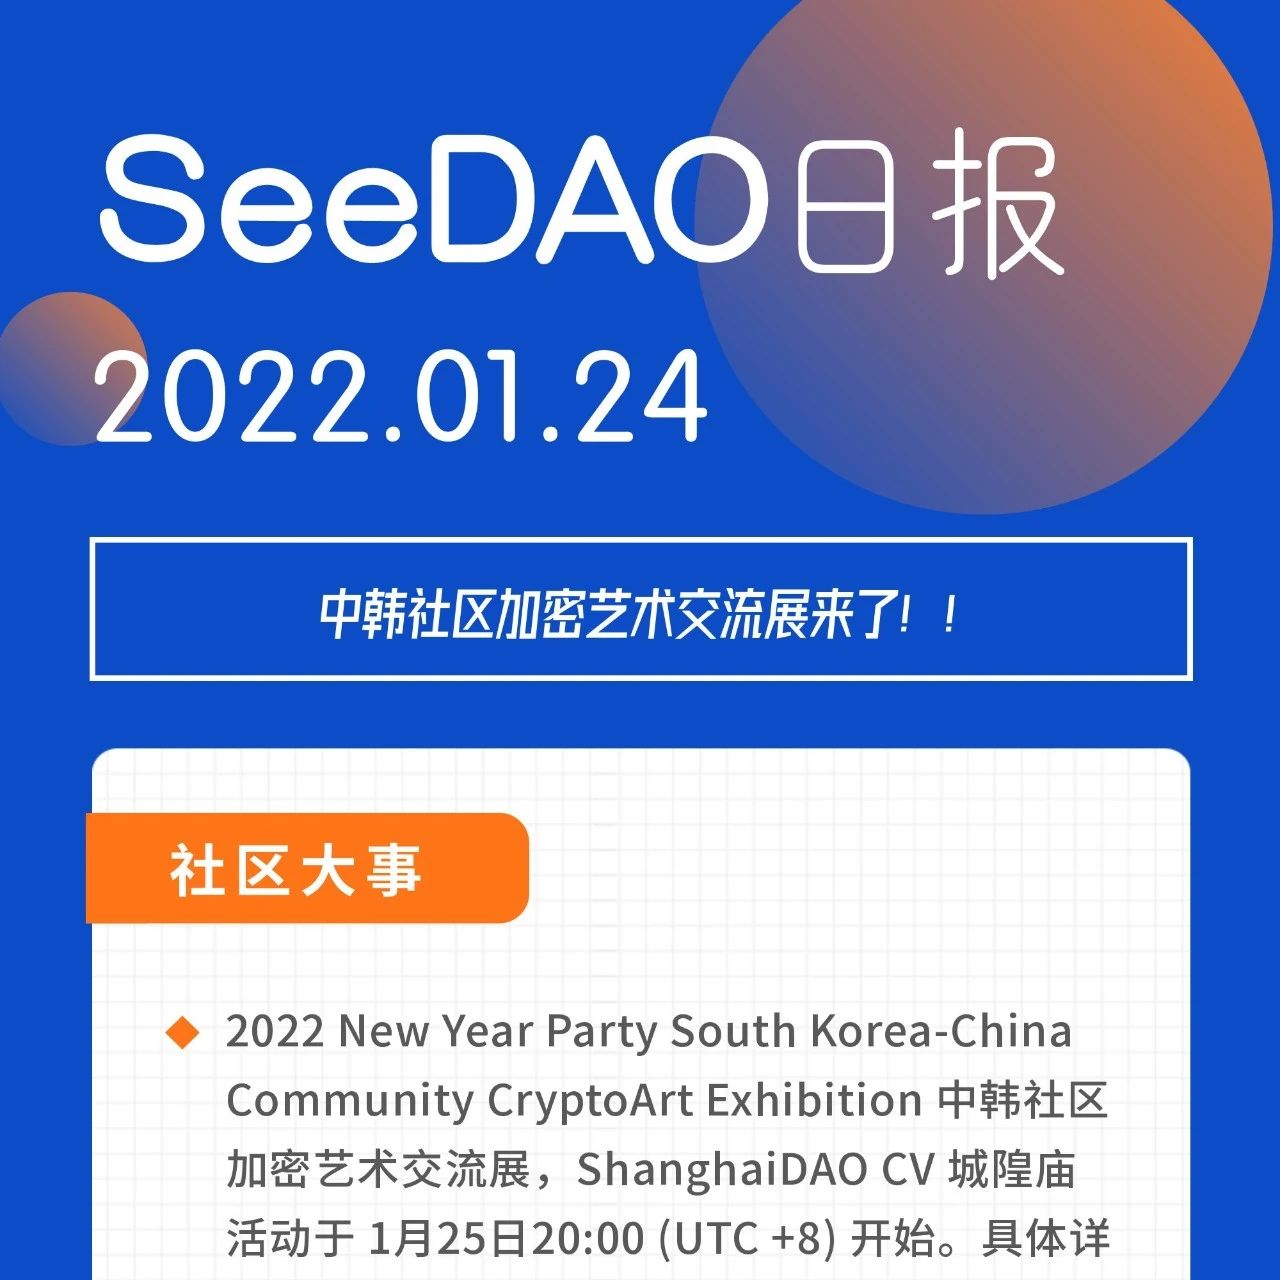 SeeDAO日报
2022.01.24
中韩社区加密艺术交流展来了！！
社区大事
2022 New Year Party South Korea-China
Community CryptoArt Exhibition 中韩社区
加密艺术交流展，ShanghaiDAO CV 城隍庙
活动于 1月25日20:00 (UTC +8) 开始。具体详